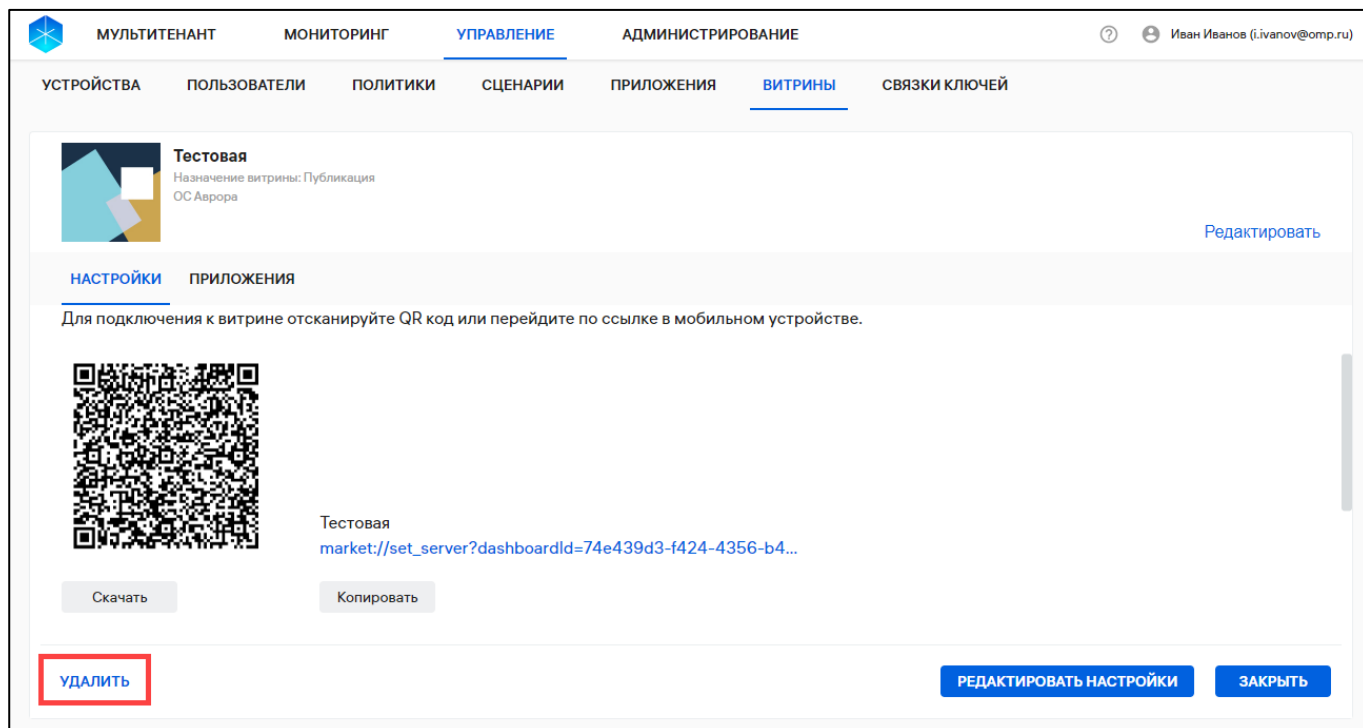 МУЛЬТИТЕНАНТ МОНИТОРИНГ УПРАВЛЕНИЕ АДМИНИСТРИРОВАНИЕ ? Иван Иванов (i.ivanov@omp.ru)
УСТРОЙСТВА ПОЛЬЗОВАТЕЛИ ПОЛИТИКИ СЦЕНАРИИ ПРИЛОЖЕНИЯ ВИТРИНЫ СВЯЗКИ КЛЮЧЕЙ
Тестовая
Назначение витрины: Публикация
ОС Аврора
Редактировать
НАСТРОЙКИ ПРИЛОЖЕНИЯ
Для подключения к витрине отсканируйте QR код или перейдите по ссылке в мобильном устройстве.
Тестовая
market://set_server?dashboardId=74e439d3-f424-4356-b4...
Скачать Копировать
УДАЛИТЬ РЕДАКТИРОВАТЬ НАСТРОЙКИ ЗАКРЫТЬ